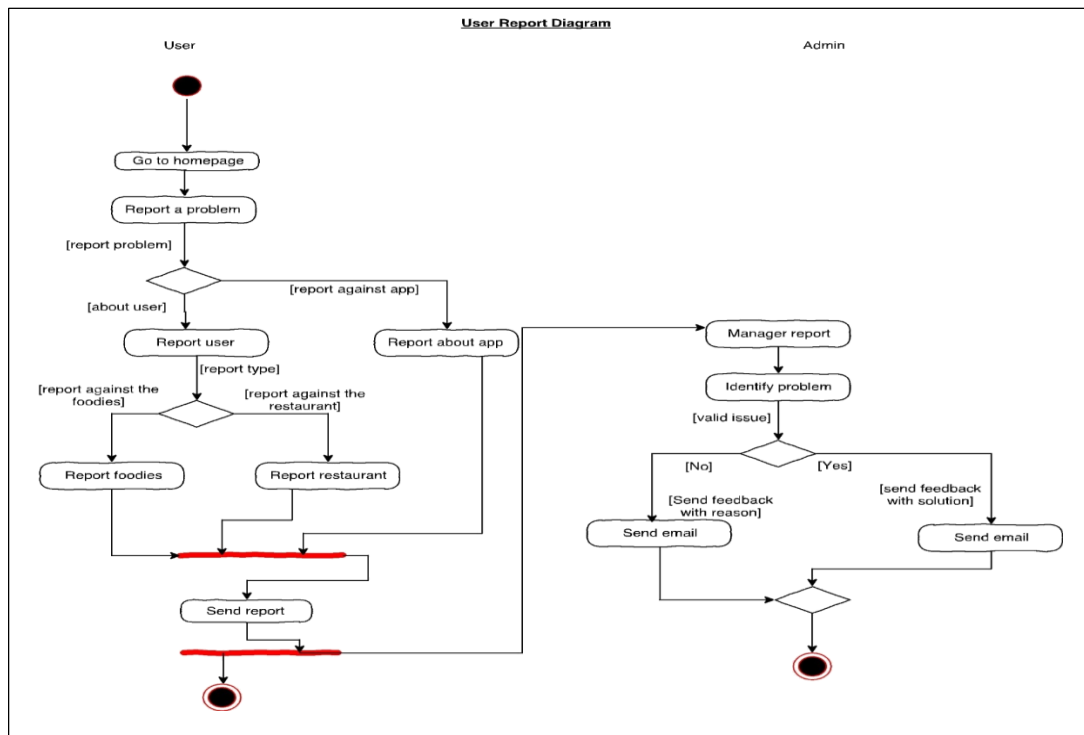 User Report Diagram
User
Admin
Go to homepage
Report a problem
[report problem]
[report against app]
[about user]
Report user
Report about app
Manager report
[report type]
Identify problem
[report against the
foodies]
[report against the
restaurant]
[valid issue]
Report foodies
Report restaurant
[No]
[Yes]
[Send feedback
with reason]
[send feedback
with solution]
Send email
Send email
Send report